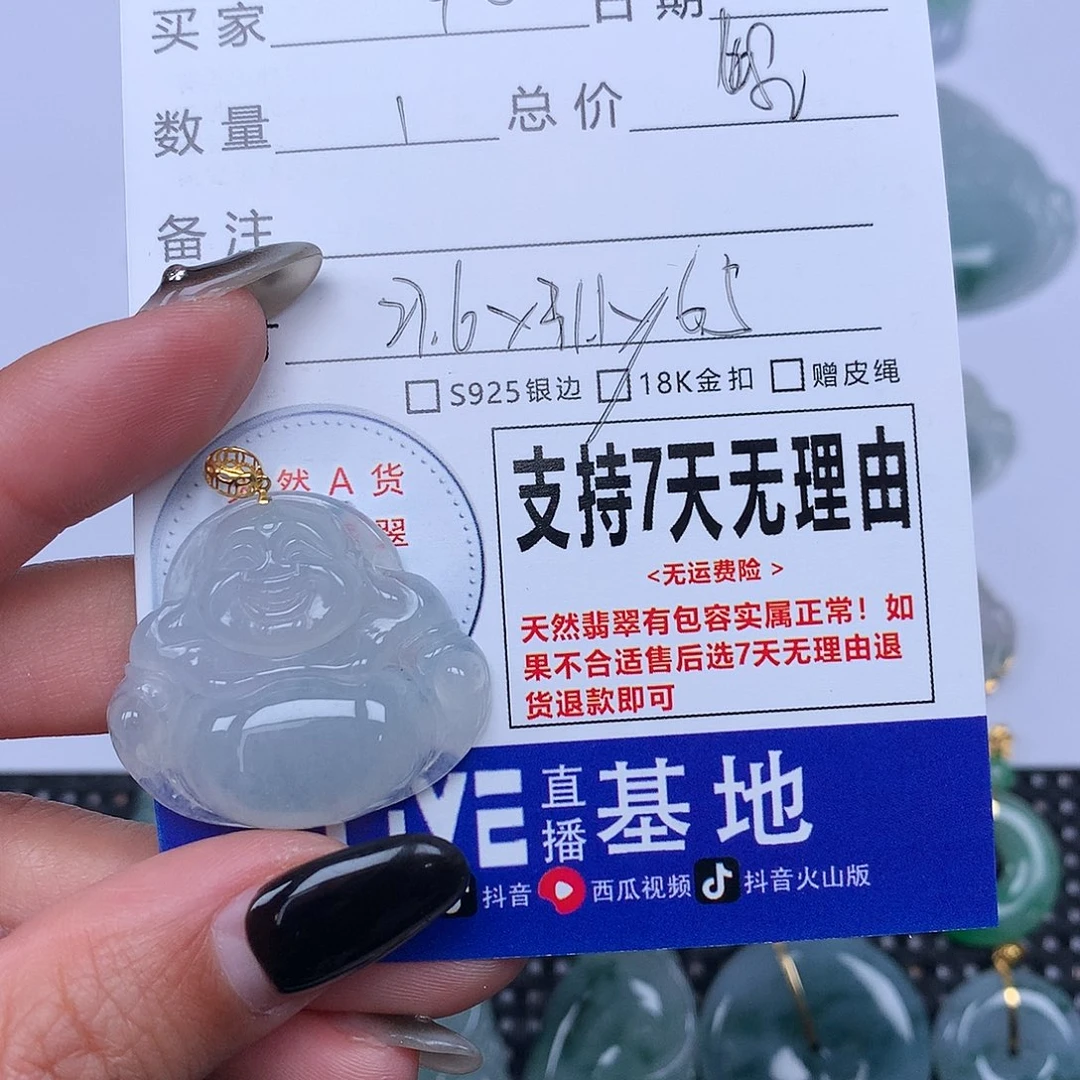 买家 日期
数量 1 总价
备注
S925银边 18K金扣 赠皮绳
然 A 货
翠
支持7天无理由
<无运费险 >
天然翡翠有包容实属正常！如
果不合适售后选7天无理由退
货退款即可
直播 基地
抖音 西瓜视频 抖音火山版